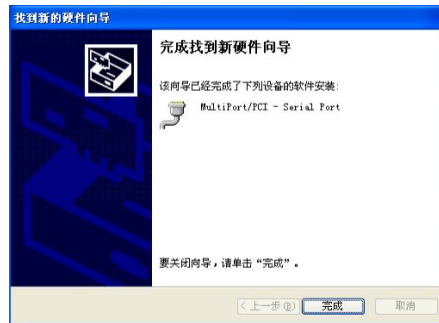 找到新的硬件向导
完成找到新硬件向导
该向导已经完成了下列设备的软件安装:
MultiPort/PCI - Serial Port
要关闭向导,请单击“完成”。
< 上一步(B) 完成 取消